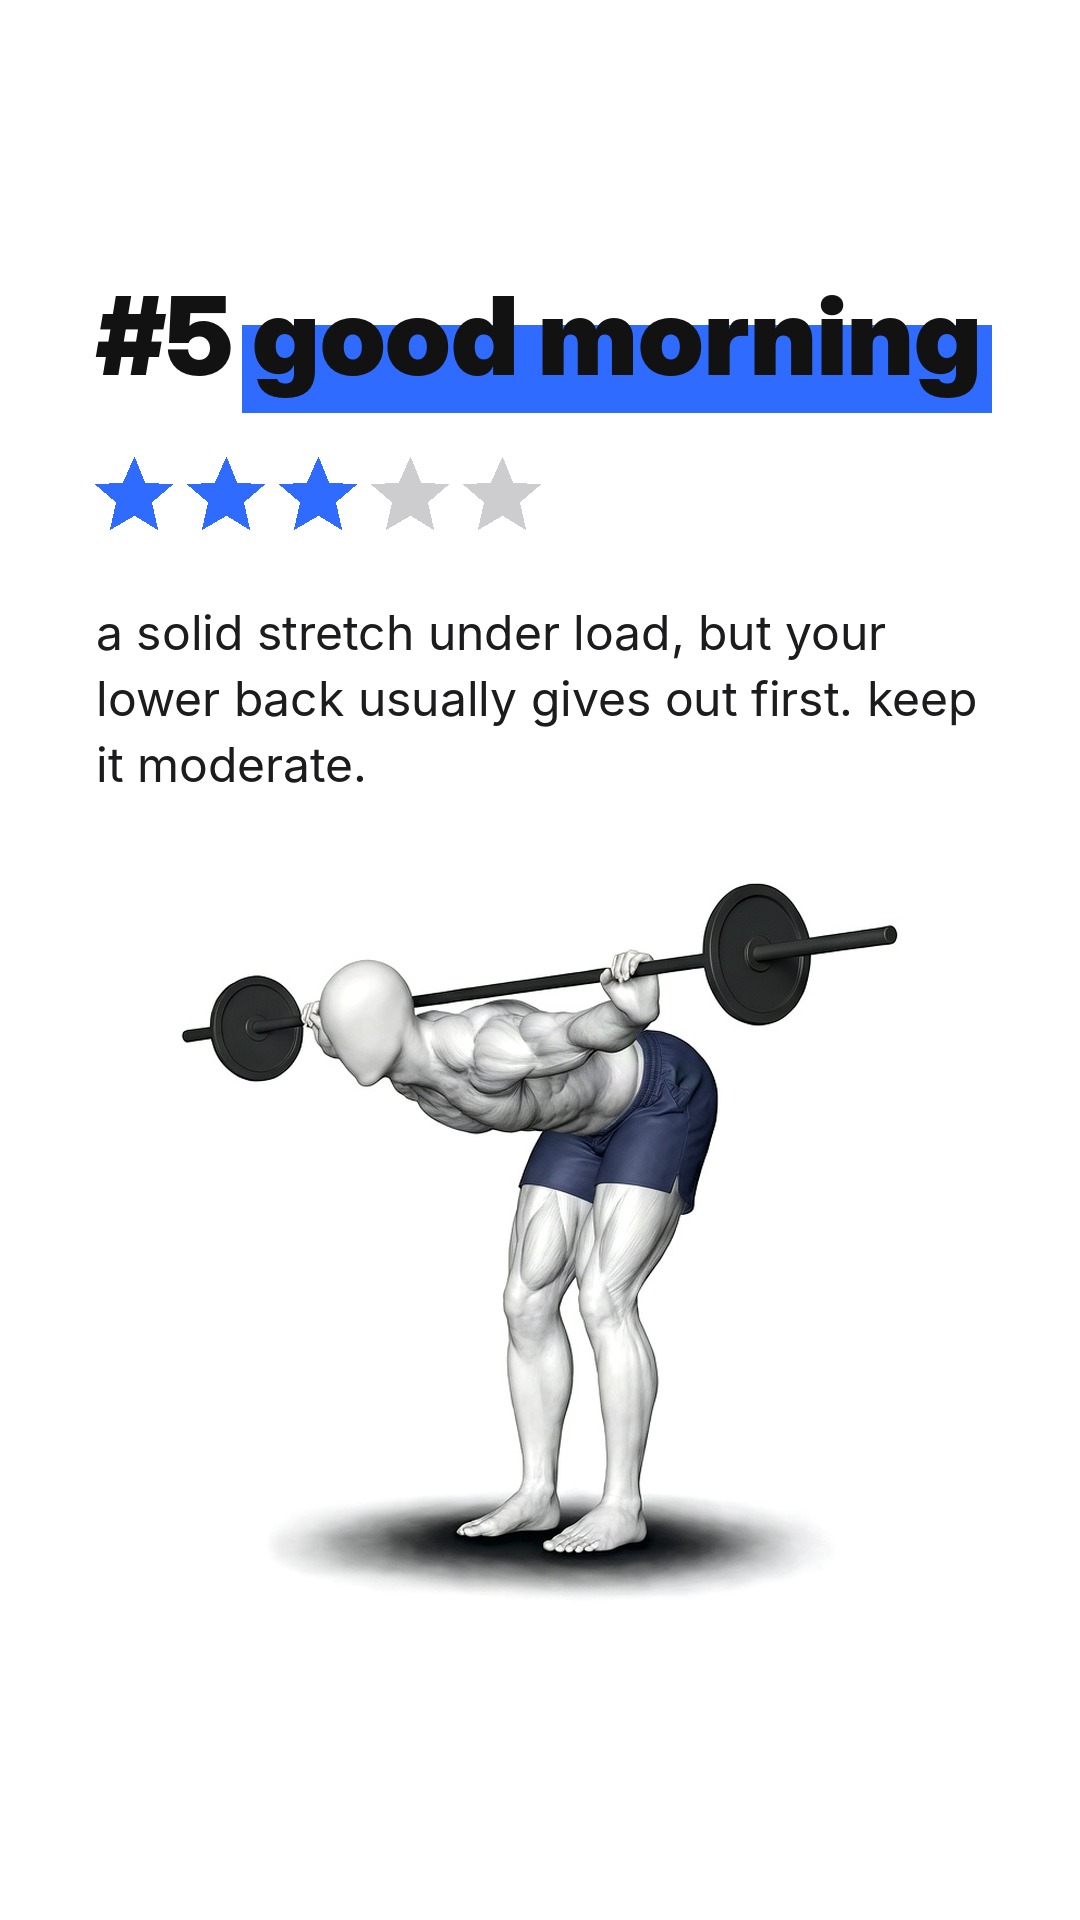 #5 good morning
a solid stretch under load, but your
lower back usually gives out first. keep
it moderate.